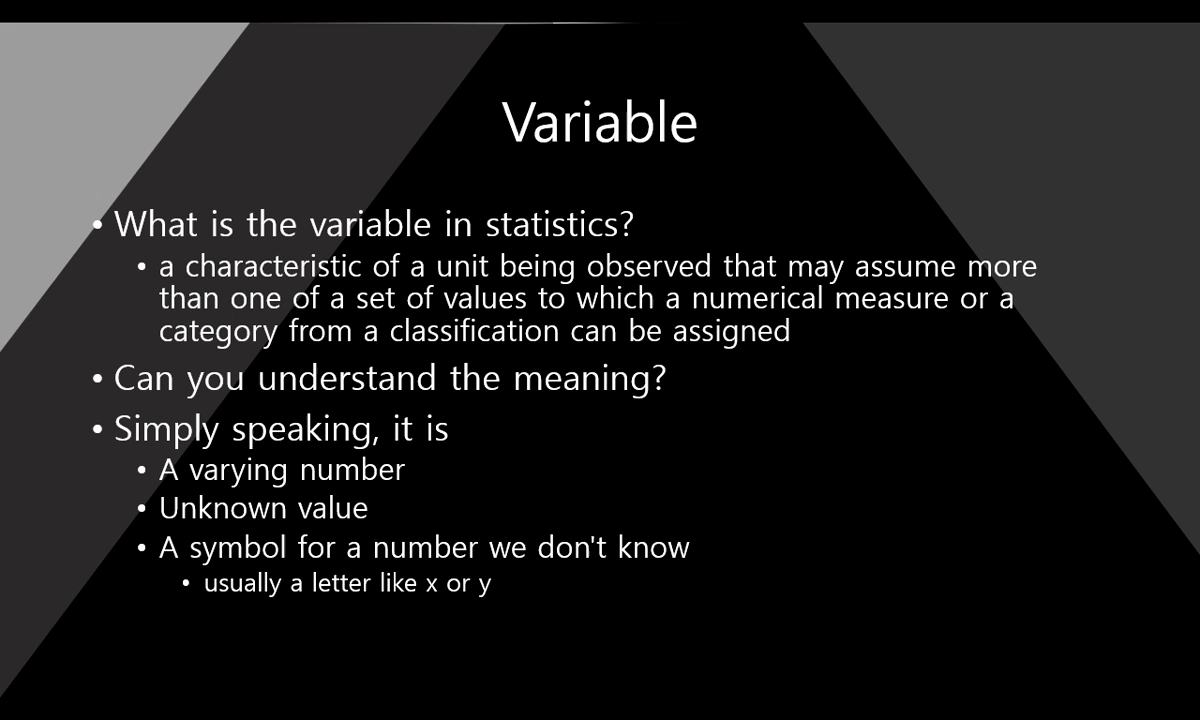 Variable
• What is the variable in statistics?
• a characteristic of a unit being observed that may assume more
than one of a set of values to which a numerical measure or a
category from a classification can be assigned
• Can you understand the meaning?
• Simply speaking, it is
• A varying number
• Unknown value
• A symbol for a number we don't know
• usually a letter like x or y